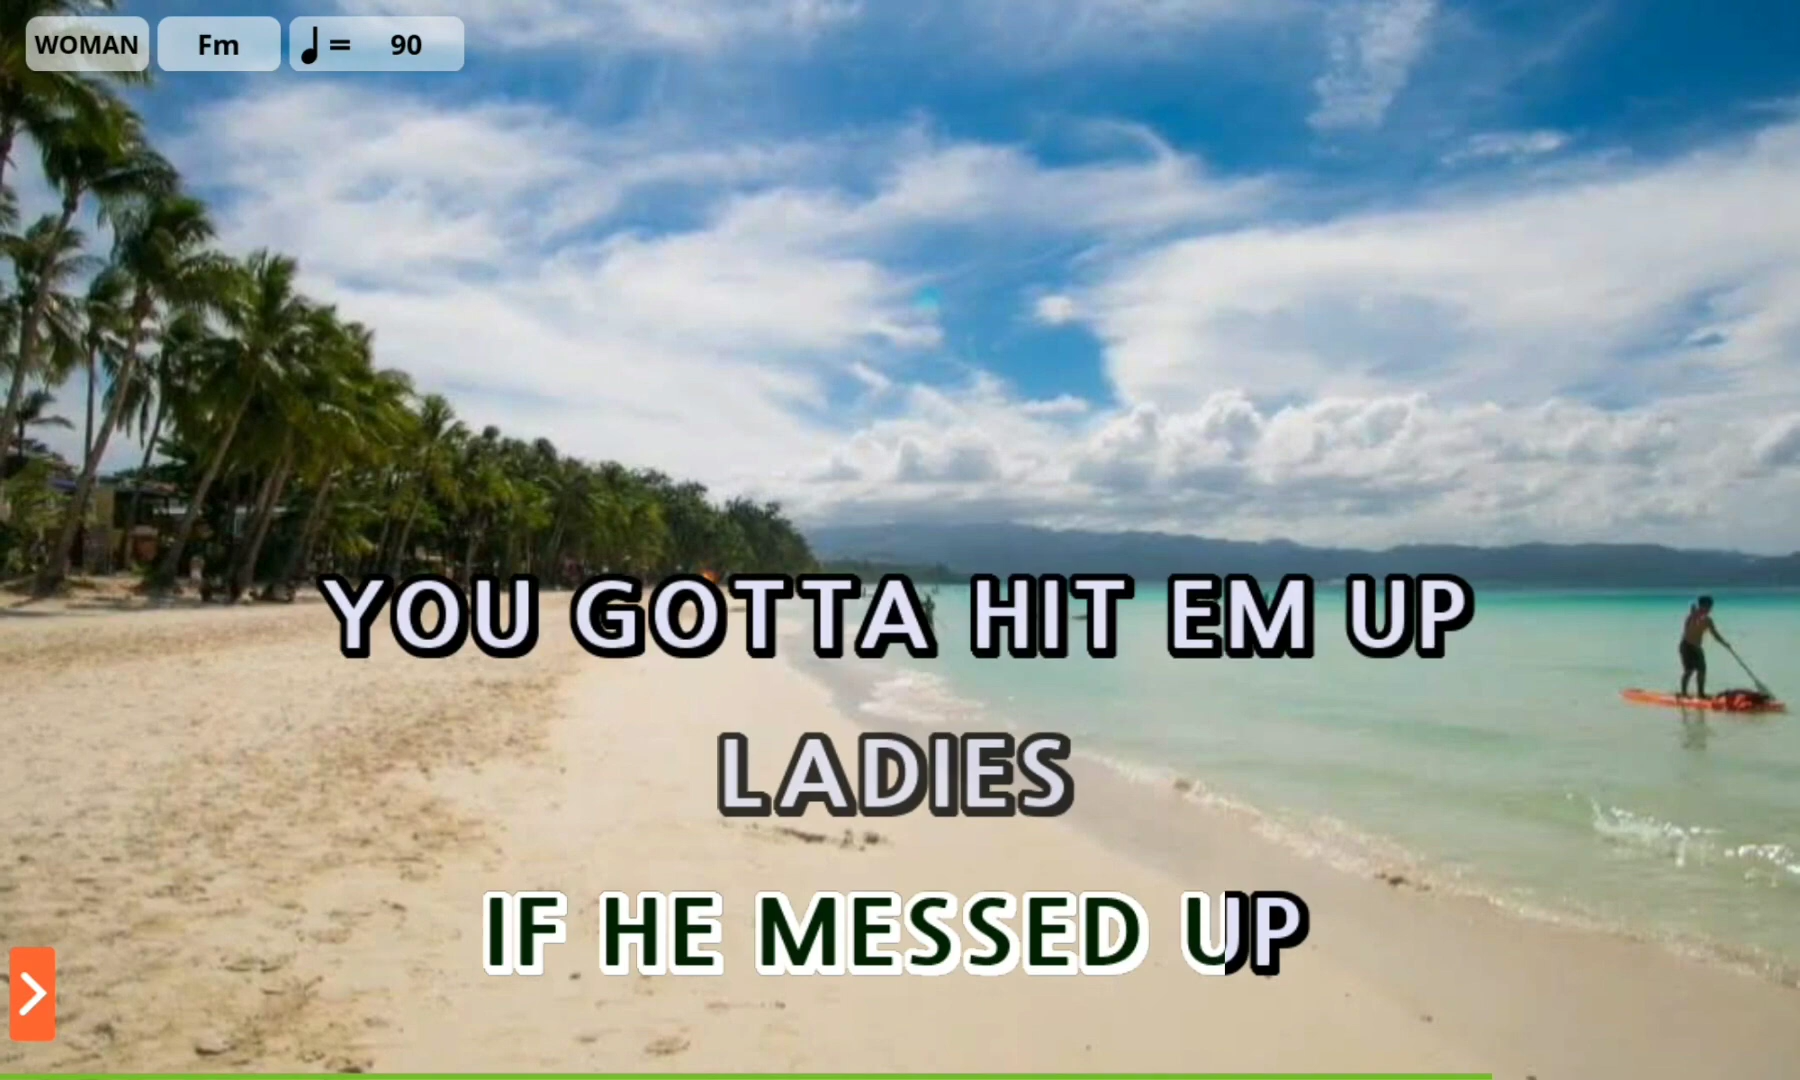 WOMAN Fm ♩ = 90
YOU GOTTA HIT EM UP
LADIES
IF HE MESSED UP